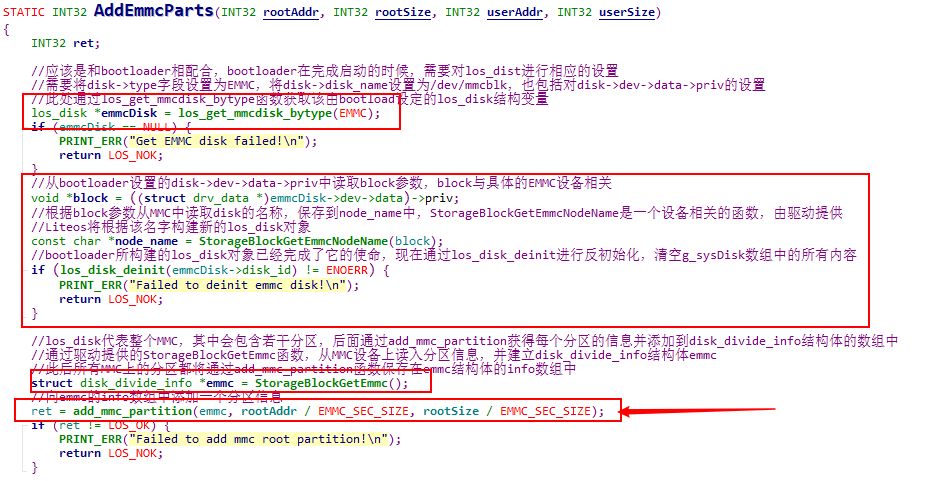 STATIC INT32 AddEmmcParts(INT32 rootAddr, INT32 rootSize, INT32 userAddr, INT32 userSize)
{
INT32 ret;
//应该是和bootloader相配合，bootloader在完成启动的时候，需要对los_dist进行相应的设置
//需要将disk->type字段设置为EMMC，将disk->disk_name设置为/dev/mmcblk，也包括对disk->dev->data->priv的设置
//此处通过los_get_mmcdisk_bytype函数获取该由bootload设定的los_disk结构变量
los_disk *emmcDisk = los_get_mmcdisk_bytype(EMMC);
if (emmcDisk == NULL) {
PRINT_ERR("Get EMMC disk failed!\n");
return LOS_NOK;
}
//从bootloader设置的disk->dev->data->priv中读取block参数，block与具体的EMMC设备相关
void *block = ((struct drv_data *)emmcDisk->dev->data)->priv;
//根据block参数从MMC中读取disk的名称，保存到node_name中，StorageBlockGetEmmcNodeName是一个设备相关的函数，由驱动提供
//Liteos将根据该名字构建新的los_disk对象
const char *node_name = StorageBlockGetEmmcNodeName(block);
//bootloader所构建的los_disk对象已经完成了它的使命，现在通过los_disk_deinit进行反初始化，清空g_sysDisk数组中的所有内容
if (los_disk_deinit(emmcDisk->disk_id) != ENOERR) {
PRINT_ERR("Failed to deinit emmc disk!\n");
return LOS_NOK;
}
//los_disk代表整个MMC，其中会包含若干分区，后面通过add_mmc_partition获得每个分区的信息并添加到disk_divide_info结构体的数组中
//通过驱动提供的StorageBlockGetEmmc函数，从MMC设备上读入分区信息，并建立disk_divide_info结构体emmc
//此后所有MMC上的分区都将通过add_mmc_partition函数保存在emmc结构体的info数组中
struct disk_divide_info *emmc = StorageBlockGetEmmc();
//向emmc的info数组中添加一个分区信息
ret = add_mmc_partition(emmc, rootAddr / EMMC_SEC_SIZE, rootSize / EMMC_SEC_SIZE);
if (ret != LOS_OK) {
PRINT_ERR("Failed to add mmc root partition!\n");
return LOS_NOK;
}